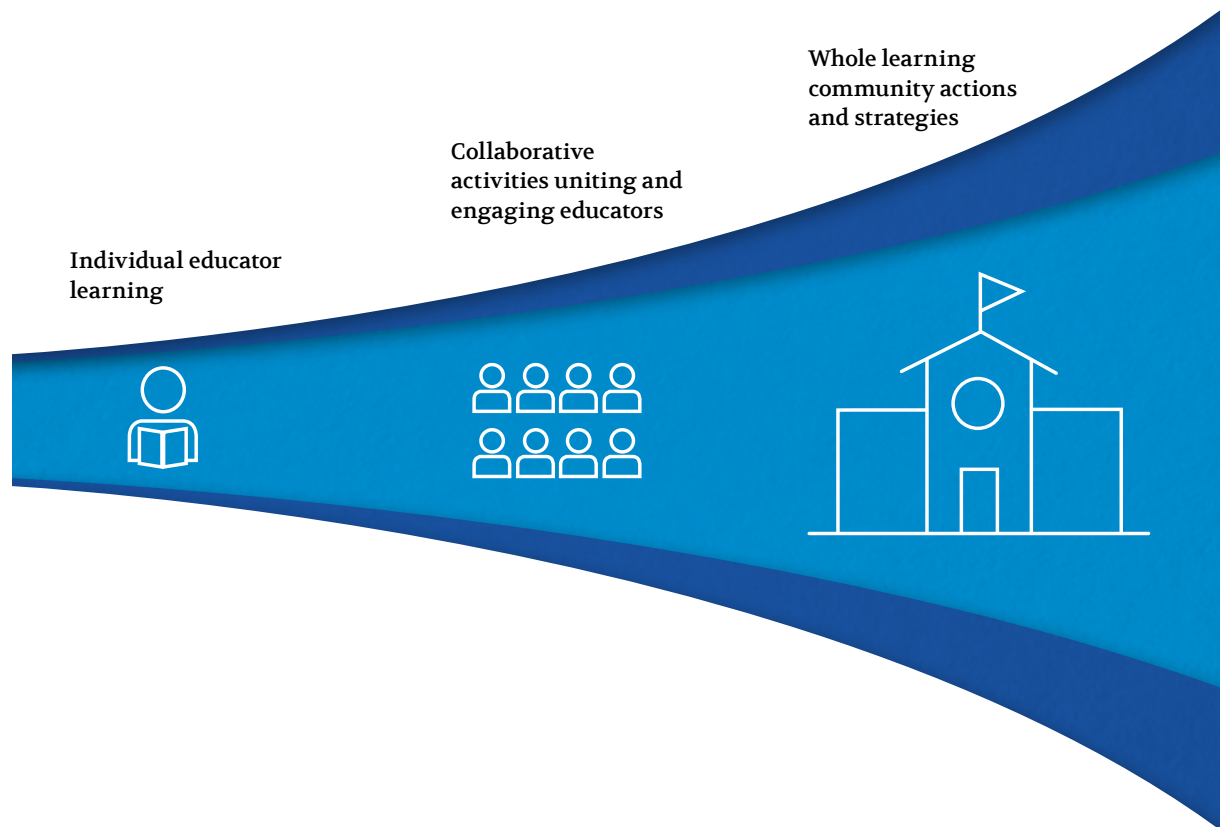 Individual educator
learning
Collaborative
activities uniting and
engaging educators
Whole learning
community actions
and strategies